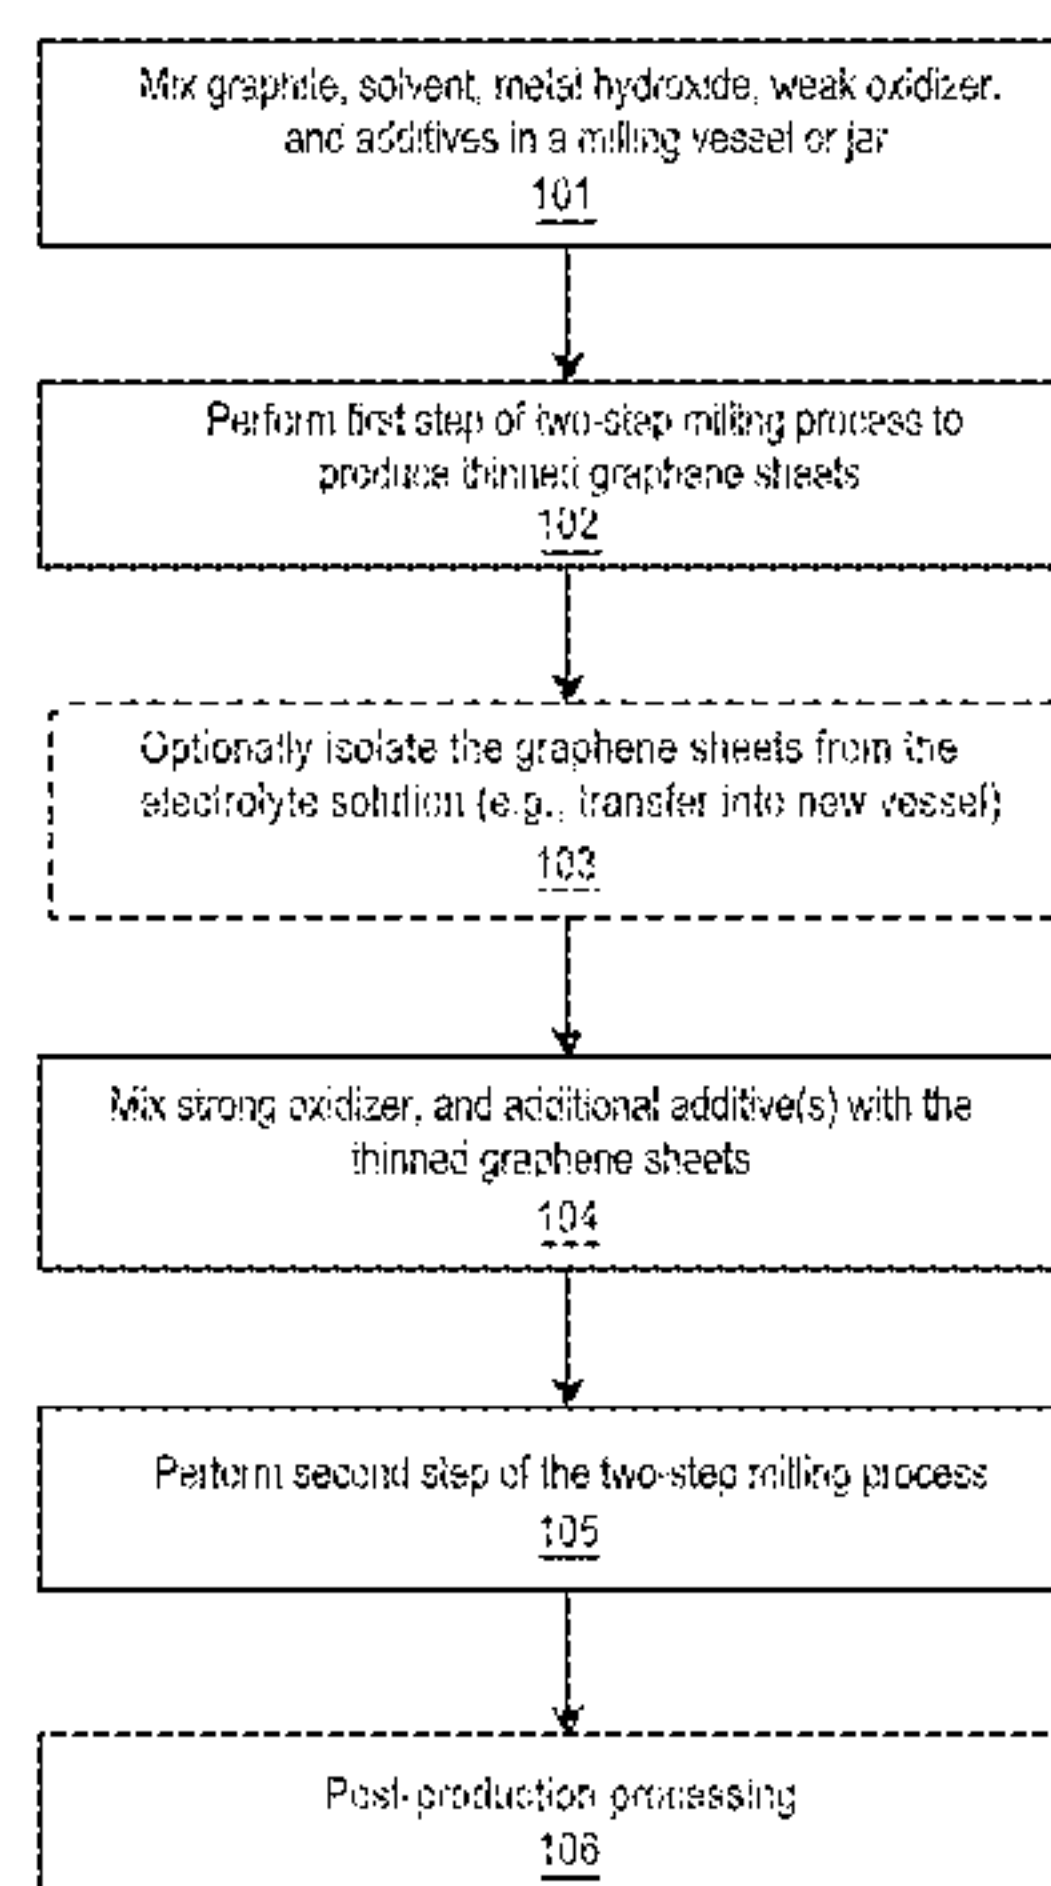 Mix graphite, solvent, metal hydroxide, weak oxidizer,
and additives in a milling vessel or jar
101
Perform first step of two-step milling process to
produce thinned graphene sheets
102
Optionally isolate the graphene sheets from the
electrolyte solution (e.g., transfer into new vessel)
103
Mix strong oxidizer, and additional additive(s) with the
thinned graphene sheets
104
Perform second step of the two-step milling process
105
Post-production processing
106